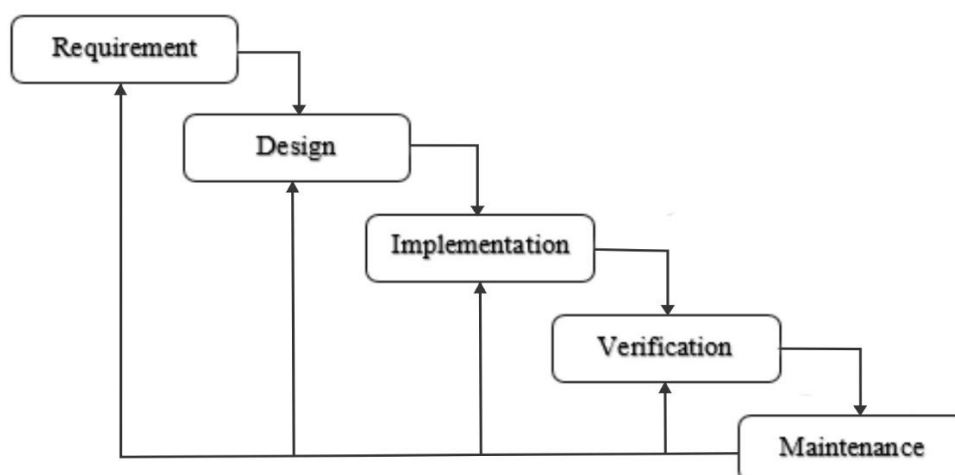 Requirement
Design
Implementation
Verification
Maintenance